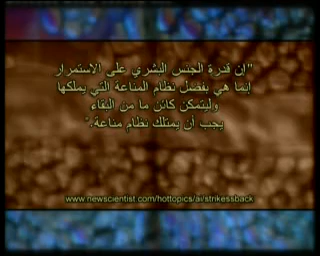 "إن قدرة الجنس البشري على الاستمرار
إنما هي بفضل نظام المناعة التي يملكها
وليتمكن كائن ما من البقاء
يجب أن يمتلك نظام مناعة."
www.newscientist.com/hottopics/ai/strikessback